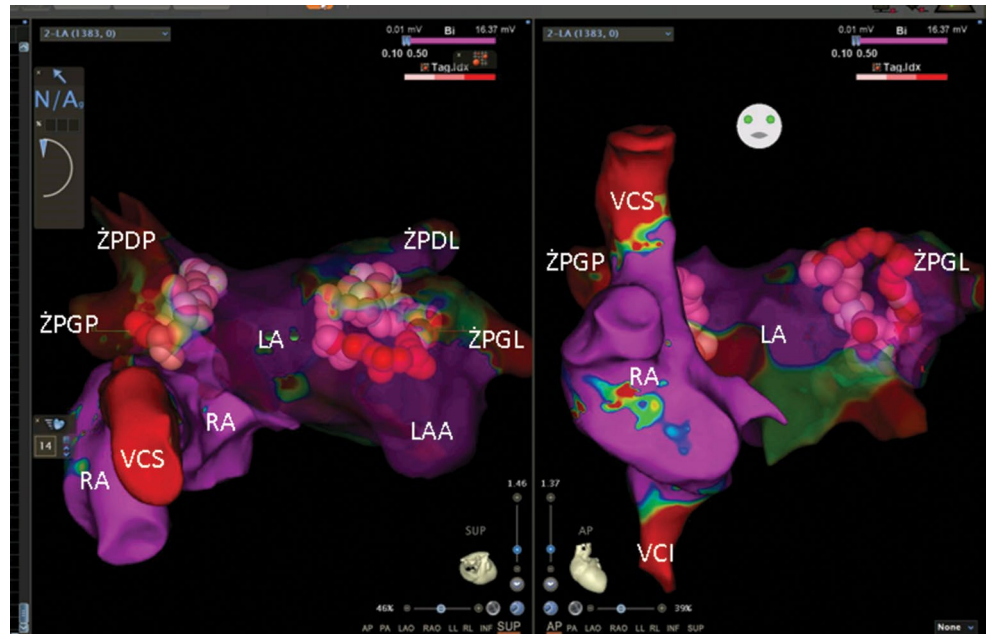 2-LA (1383, 0)
0.01 mV Bi 16.37 mV
0.10 0.50
Tag.Idx
N/A
14
ŻPDP
ŻPDL
ŻPGP
ŻPGL
LA
LAA
RA
RA
VCS
1.46
SUP
46%
AP PA LAO RAO LL RL INF SUP
2-LA (1383, 0)
0.01 mV Bi 16.37 mV
0.10 0.50
Tag.Idx
VCS
ŻPGP
ŻPGL
LA
RA
VCI
1.37
AP
39%
AP PA LAO RAO LL RL INF SUP
None